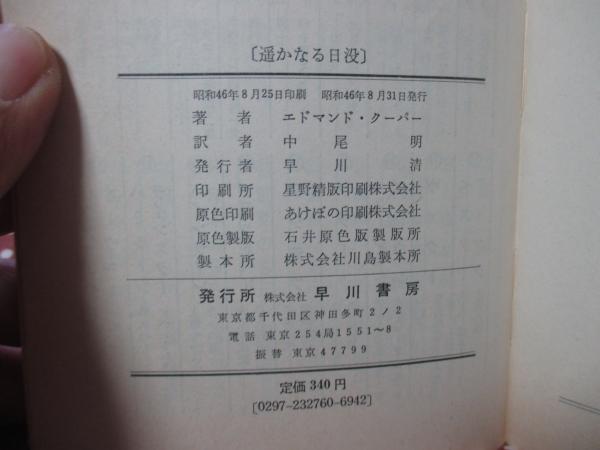 〔遥かなる日没〕
昭和46年8月25日印刷 昭和46年8月31日発行
著者 エドマンド・クーパー
訳者 中尾明
発行者 早川清
印刷所 星野精版印刷株式会社
原色印刷 あけぼの印刷株式会社
原色製版 石井原色版製版所
製本所 株式会社川島製本所
発行所 株式会社 早川書房
東京都千代田区神田多町2ノ2
電話 東京254局1551〜8
振替 東京47799
定価 340円
[0297-232760-6942]